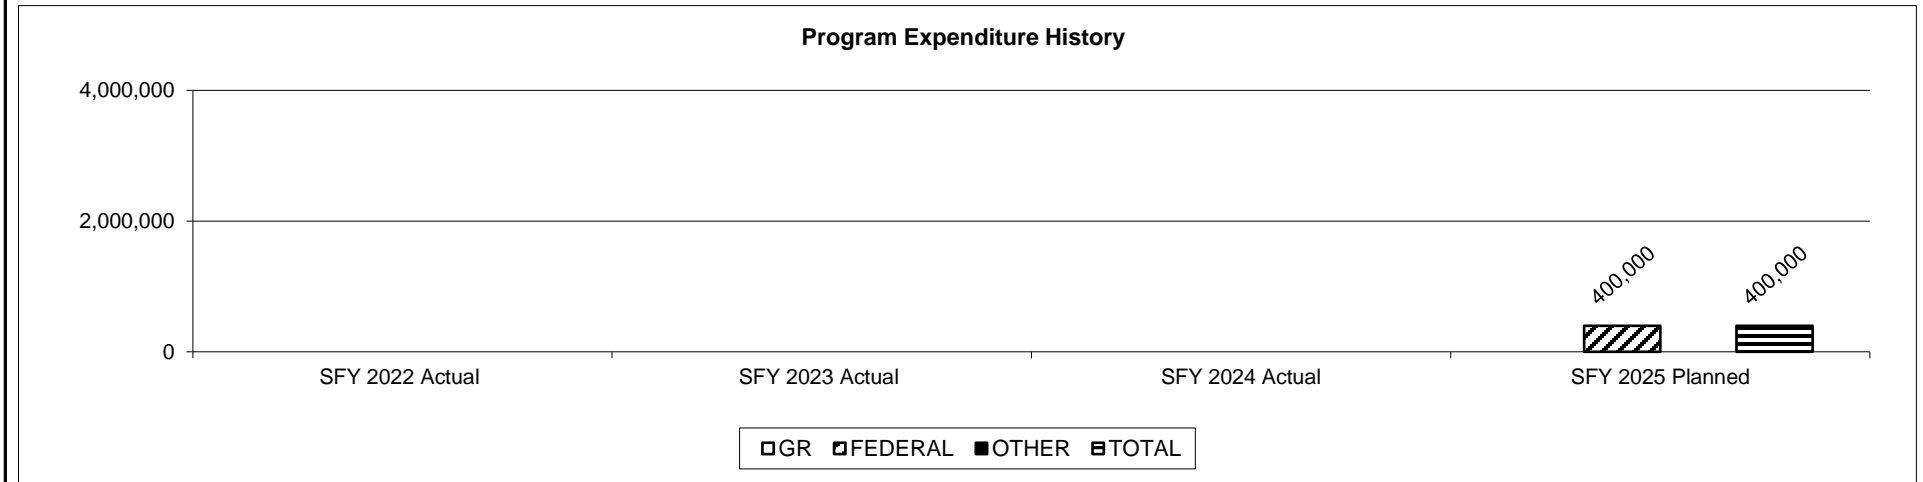 Program Expenditure History
4,000,000
2,000,000
0
400,000
400,000
SFY 2022 Actual
SFY 2023 Actual
SFY 2024 Actual
SFY 2025 Planned
GR FEDERAL OTHER TOTAL